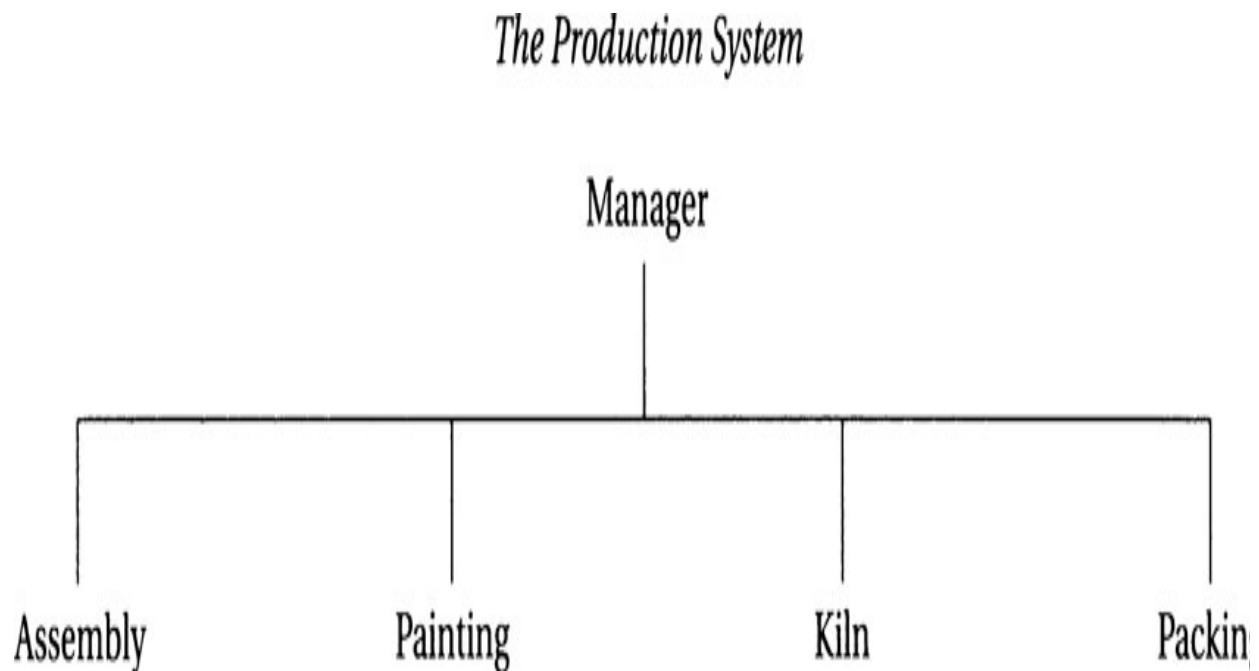 The Production System
Manager
Assembly Painting Kiln Packing